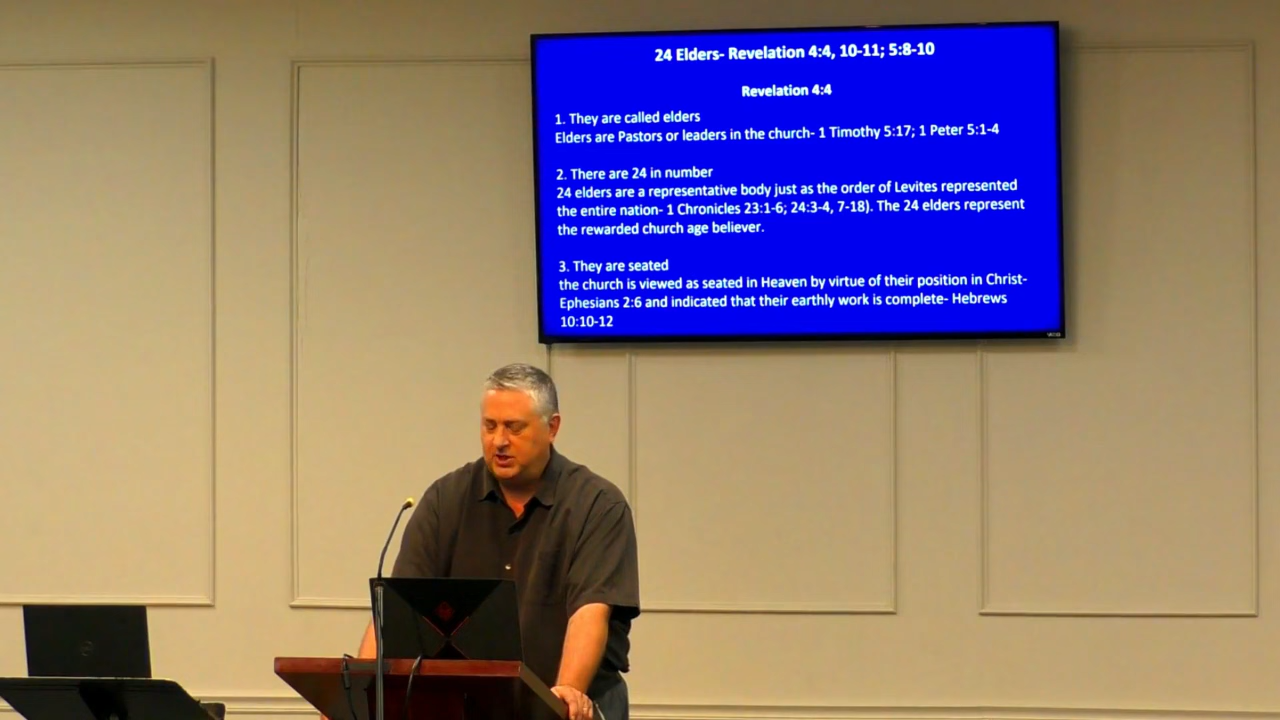 24 Elders- Revelation 4:4, 10-11; 5:8-10
Revelation 4:4
1. They are called elders
Elders are Pastors or leaders in the church- 1 Timothy 5:17; 1 Peter 5:1-4
2. There are 24 in number
24 elders are a representative body just as the order of Levites represented
the entire nation- 1 Chronicles 23:1-6; 24:3-4, 7-18). The 24 elders represent
the rewarded church age believer.
3. They are seated
the church is viewed as seated in Heaven by virtue of their position in Christ-
Ephesians 2:6 and indicated that their earthly work is complete- Hebrews
10:10-12